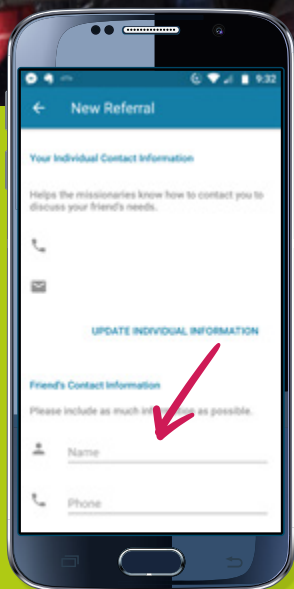 9:32
New Referral
Your Individual Contact Information
Helps the missionaries know how to contact you to
discuss your friend's needs.
UPDATE INDIVIDUAL INFORMATION
Friend's Contact Information
Please include as much information as possible.
Name
Phone